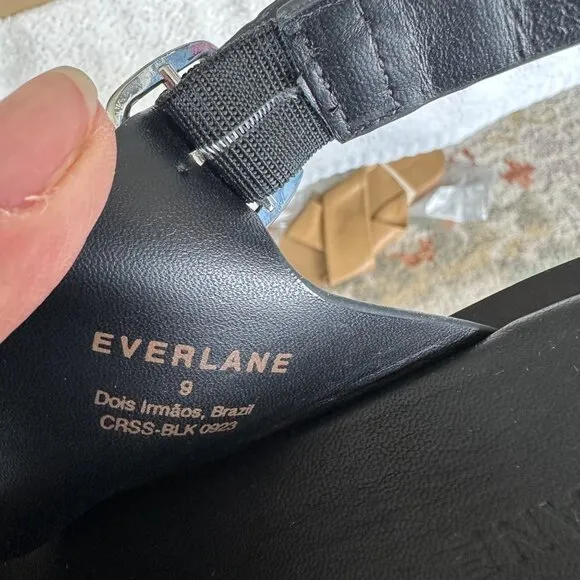 EVERLANE
9
Dois Irmãos, Brazil
CRSS-BLK 0923